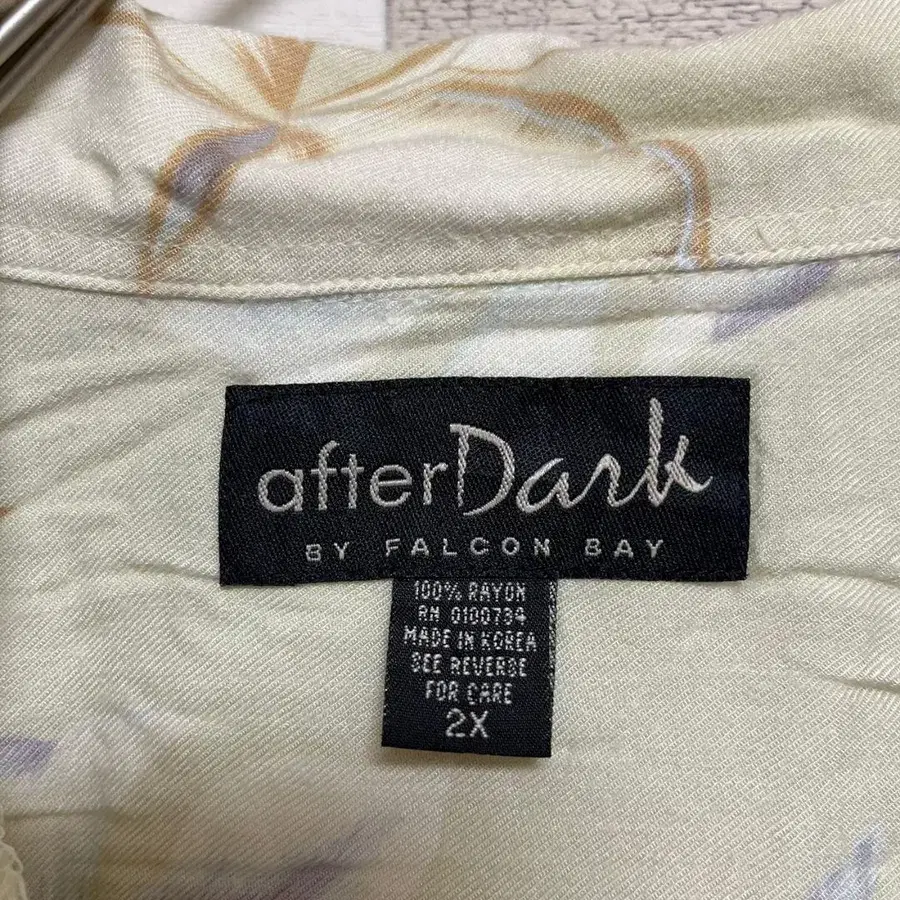 afterDark
BY FALCON BAY
100% RAYON
RN 0100734
MADE IN KOREA
SEE REVERSE
FOR CARE
2X